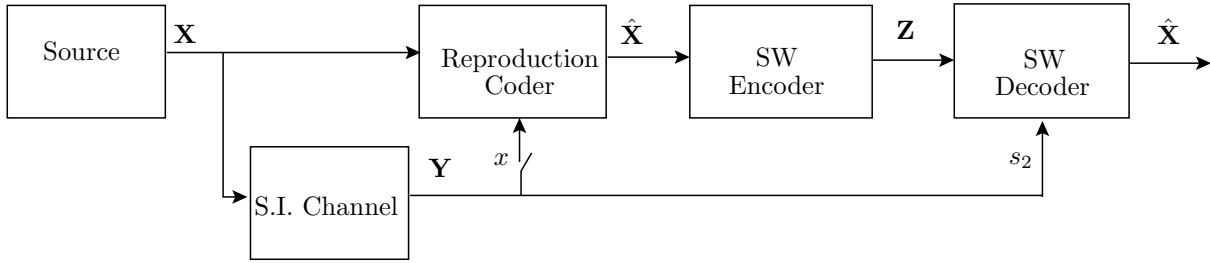 Source
X
Reproduction
Coder
X̂
SW
Encoder
Z
SW
Decoder
X̂
S.I. Channel
Y
x
s₂